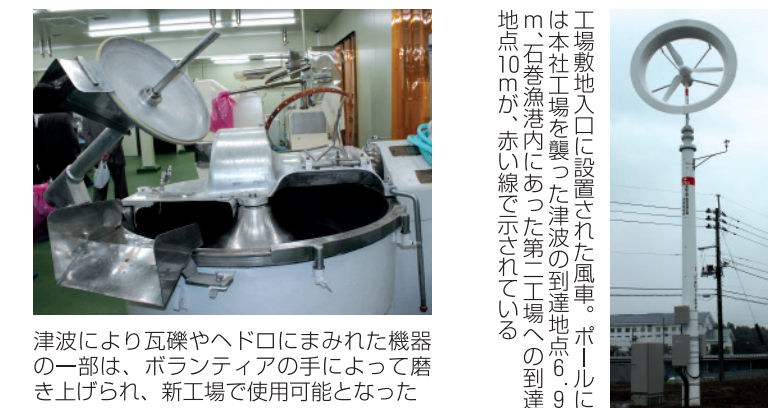 工場敷地入口に設置された風車。ポールに
は本社工場を襲った津波の到達地点6.9
m、石巻漁港内にあった第二工場への到達
地点10mが、赤い線で示されている
津波により瓦礫やヘドロにまみれた機器
の一部は、ボランティアの手によって磨
き上げられ、新工場で使用可能となった